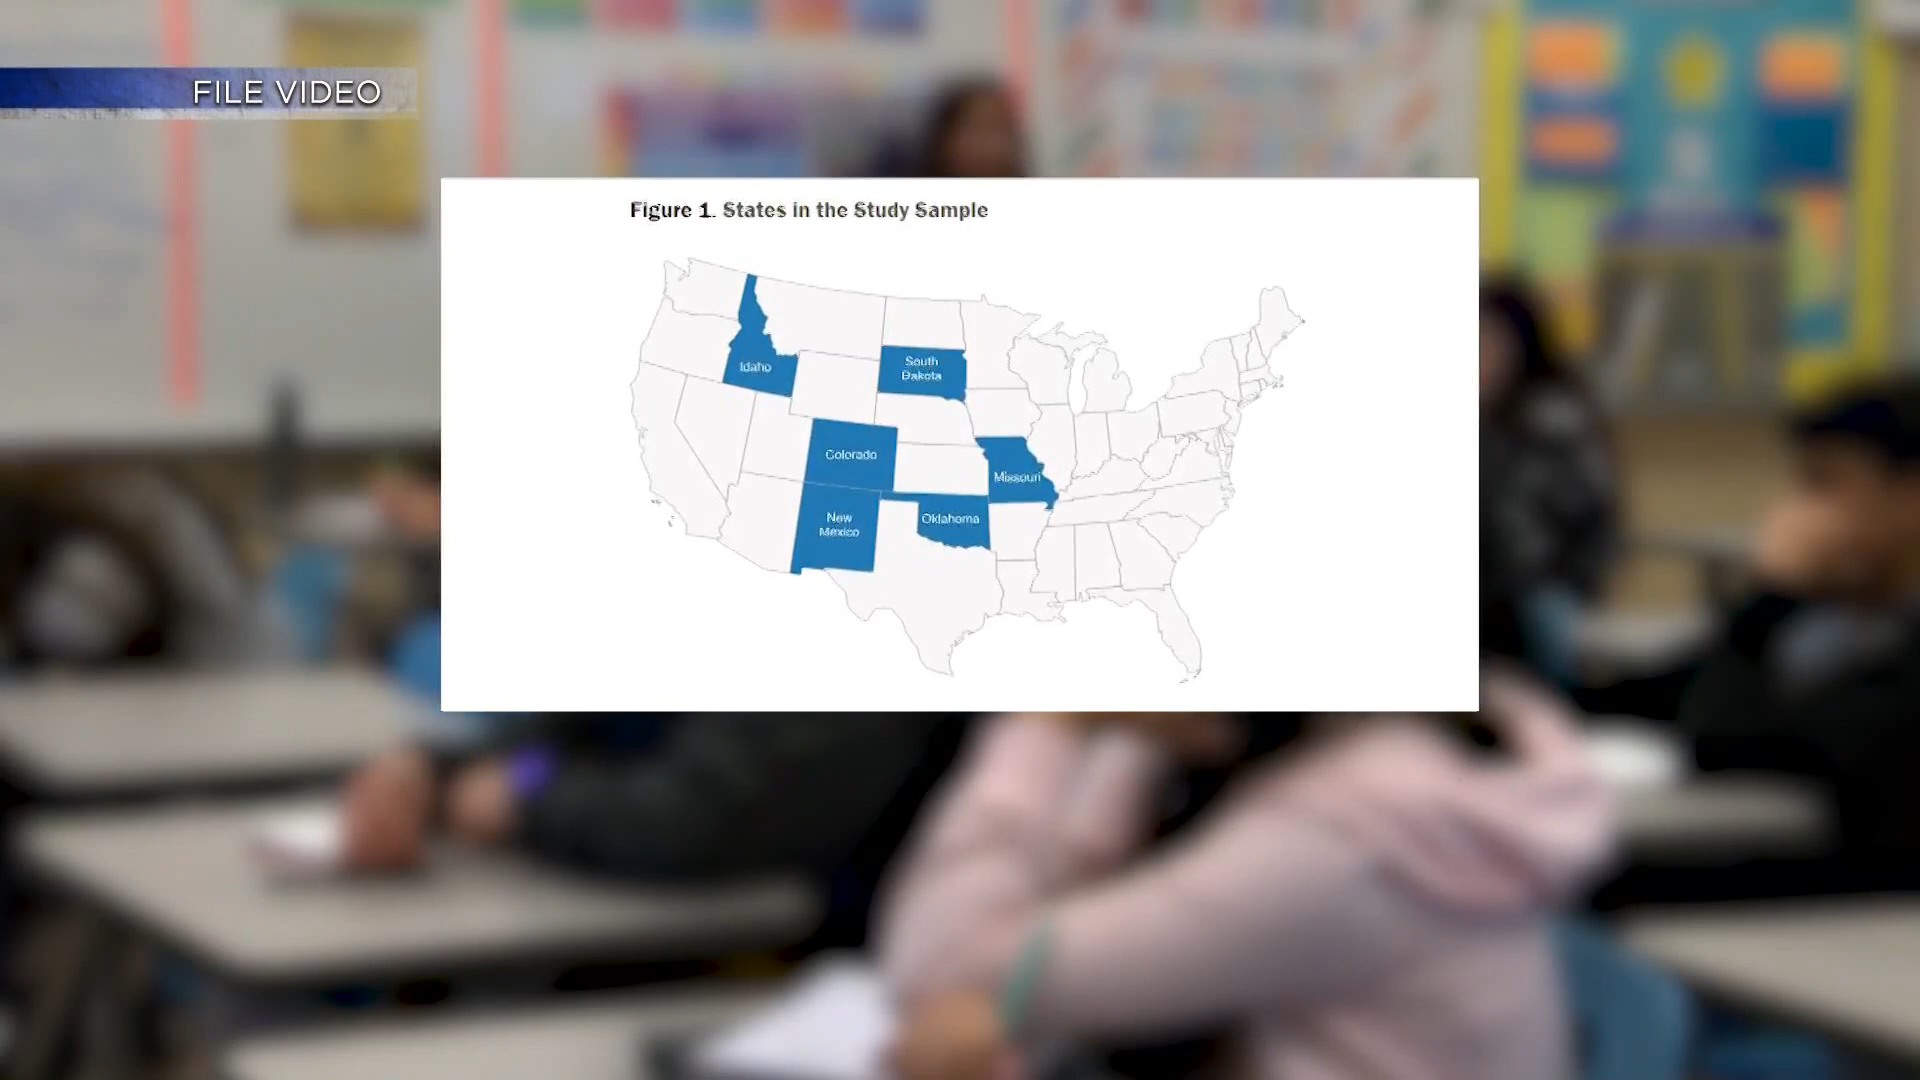 FILE VIDEO
Figure 1. States in the Study Sample
Idaho
South
Dakota
Colorado
Missouri
New
Mexico
Oklahoma